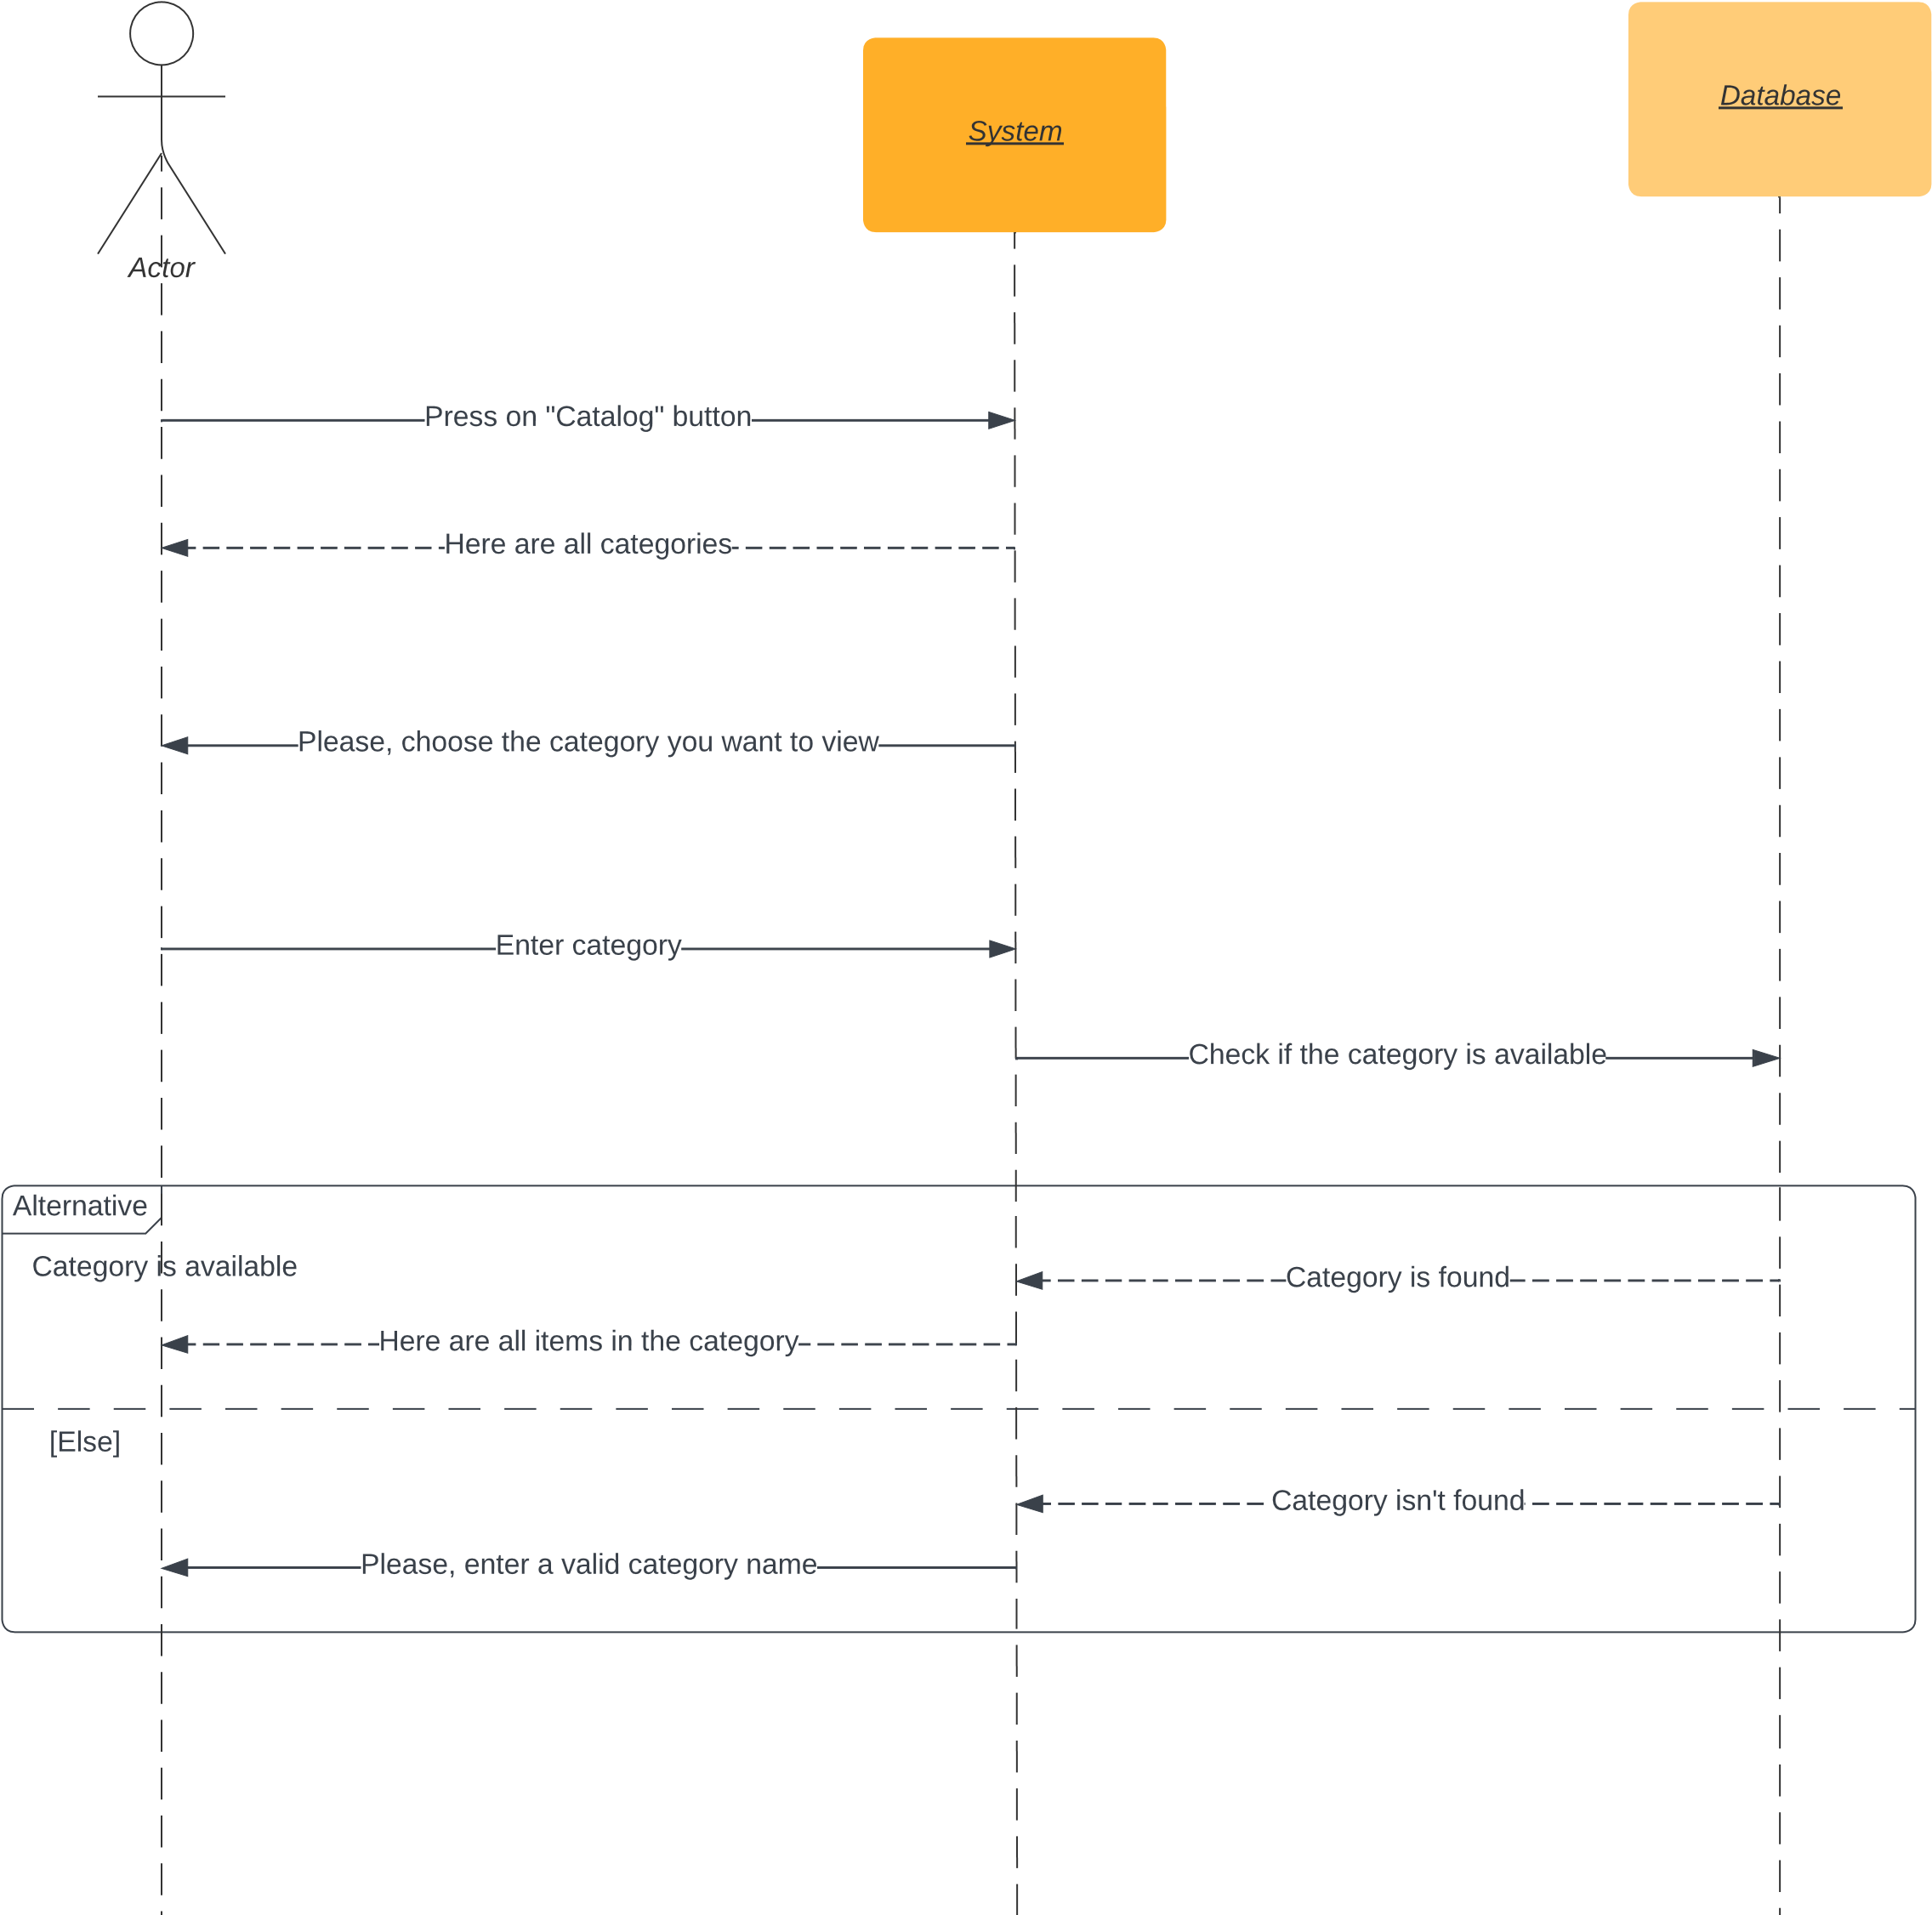 Database
System
Actor
Press on "Catalog" button
Here are all categories
Please, choose the category you want to view
Enter category
Check if the category is available
Alternative
Category is available
Category is found
Here are all items in the category
[Else]
Category isn't found
Please, enter a valid category name